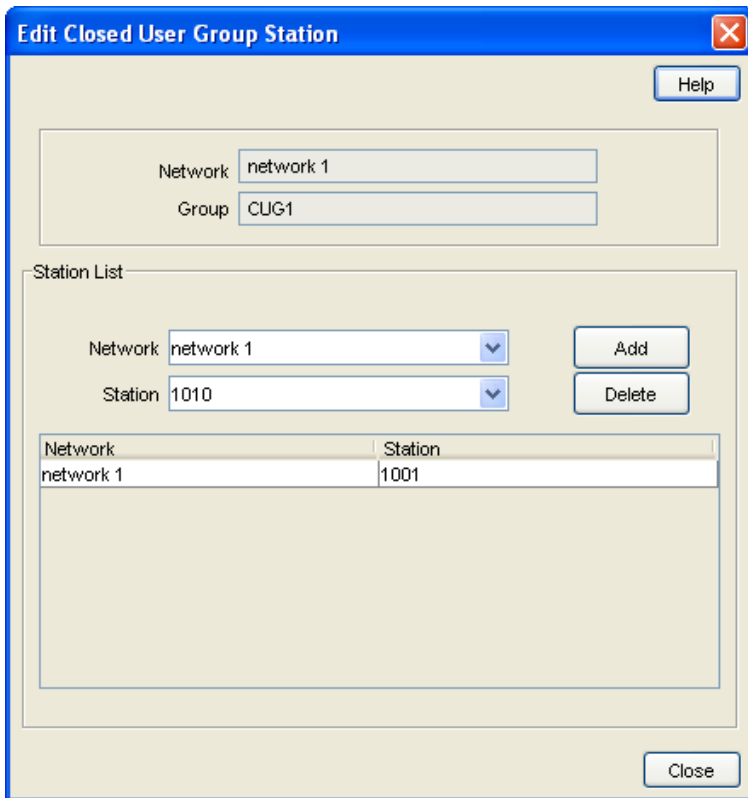 Edit Closed User Group Station
Help
Network network 1
Group CUG1
Station List
Network network 1 Add
Station 1010 Delete
Network Station
network 1 1001
Close